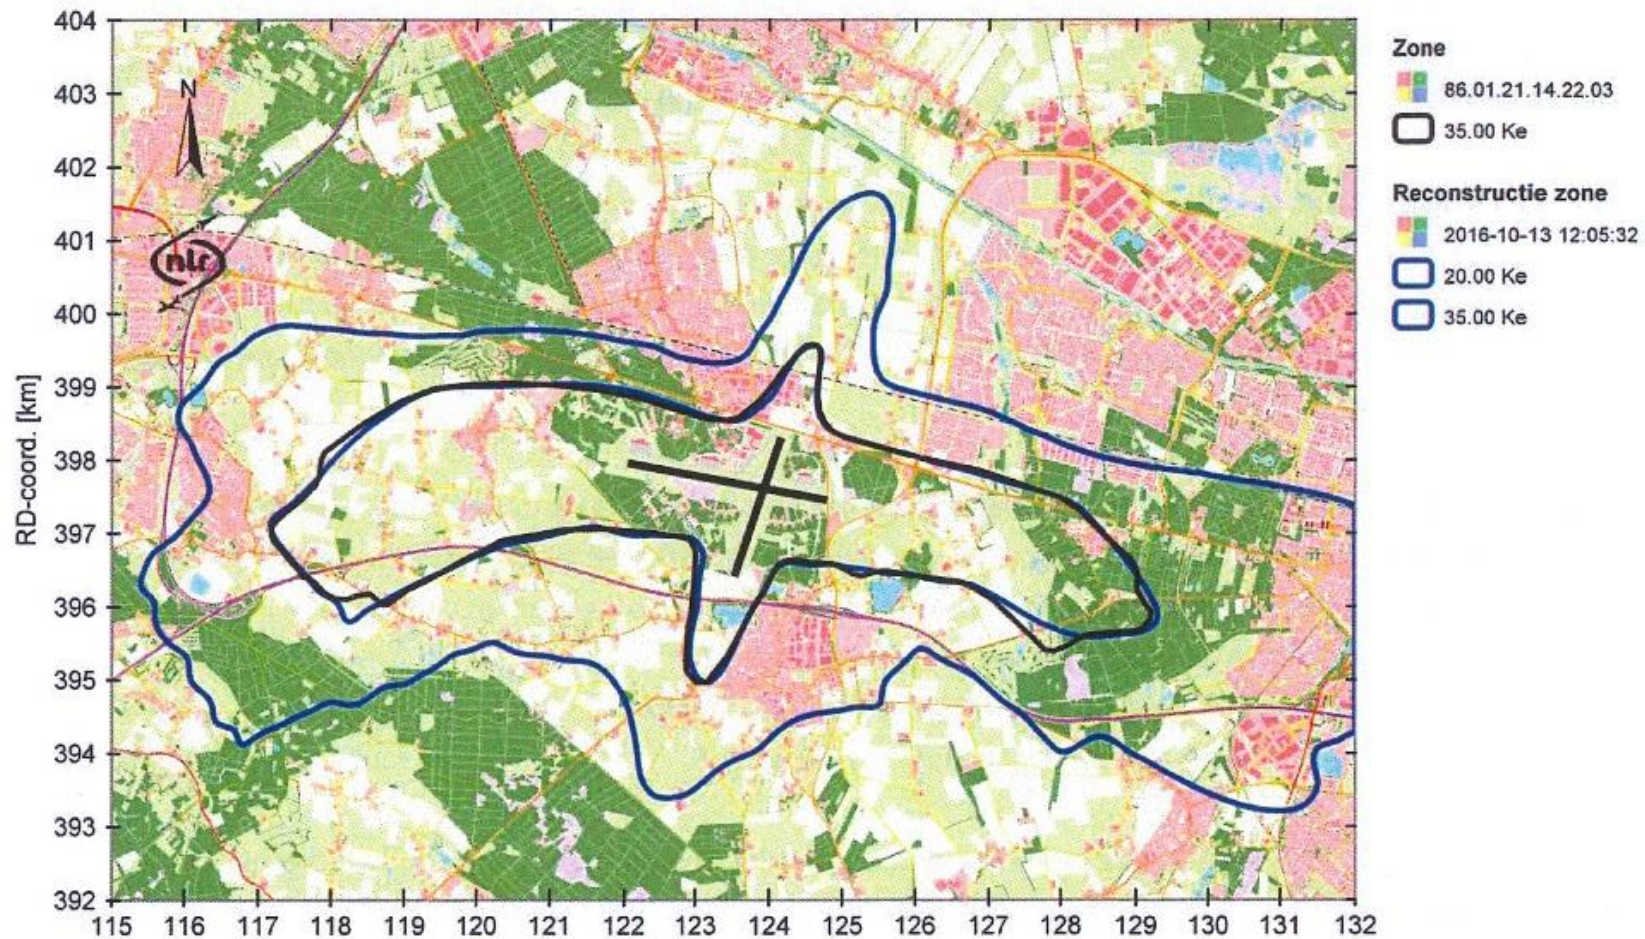 404
403
402
401
400
399
398
397
396
395
394
393
392
RD-coord. [km]
N
nlr
115 116 117 118 119 120 121 122 123 124 125 126 127 128 129 130 131 132
Zone
86.01.21.14.22.03
35.00 Ke
Reconstructie zone
2016-10-13 12:05:32
20.00 Ke
35.00 Ke